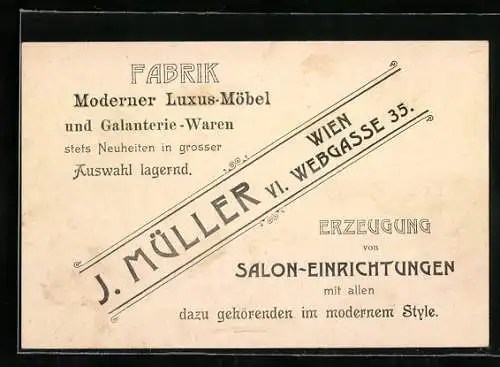 FABRIK
Moderner Luxus-Möbel
und Galanterie-Waren
stets Neuheiten in grosser
Auswahl lagernd.
J. MÜLLER WIEN
VI. WEBGASSE 35.
ERZEUGUNG
von
SALON-EINRICHTUNGEN
mit allen
dazu gehörenden im modernem Style.